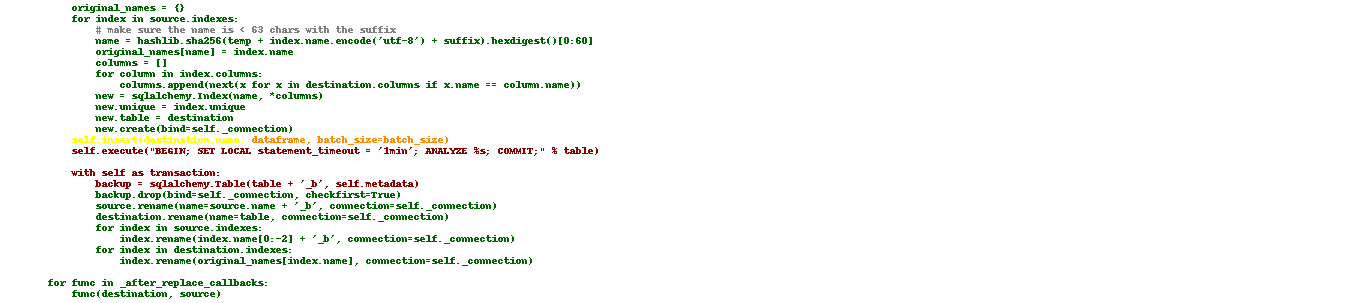 original_names = {}
for index in source.indexes:
# make sure the name is < 63 chars with the suffix
name = hashlib.sha256(temp + index.name.encode('utf-8') + suffix).hexdigest()[0:60]
original_names[name] = index.name
columns = []
for column in index.columns:
columns.append(next(x for x in destination.columns if x.name == column.name))
new = sqlalchemy.Index(name, *columns)
new.unique = index.unique
new.table = destination
new.create(bind=self._connection)
self.insert(destination.name, dataframe, batch_size=batch_size)
self.execute("BEGIN; SET LOCAL statement_timeout = '1min'; ANALYZE %s; COMMIT;" % table)
with self as transaction:
backup = sqlalchemy.Table(table + '_b', self.metadata)
backup.drop(bind=self._connection, checkfirst=True)
source.rename(name=source.name + '_b', connection=self._connection)
destination.rename(name=table, connection=self._connection)
for index in source.indexes:
index.rename(index.name[0:-2] + '_b', connection=self._connection)
for index in destination.indexes:
index.rename(original_names[index.name], connection=self._connection)
for func in _after_replace_callbacks:
func(destination, source)